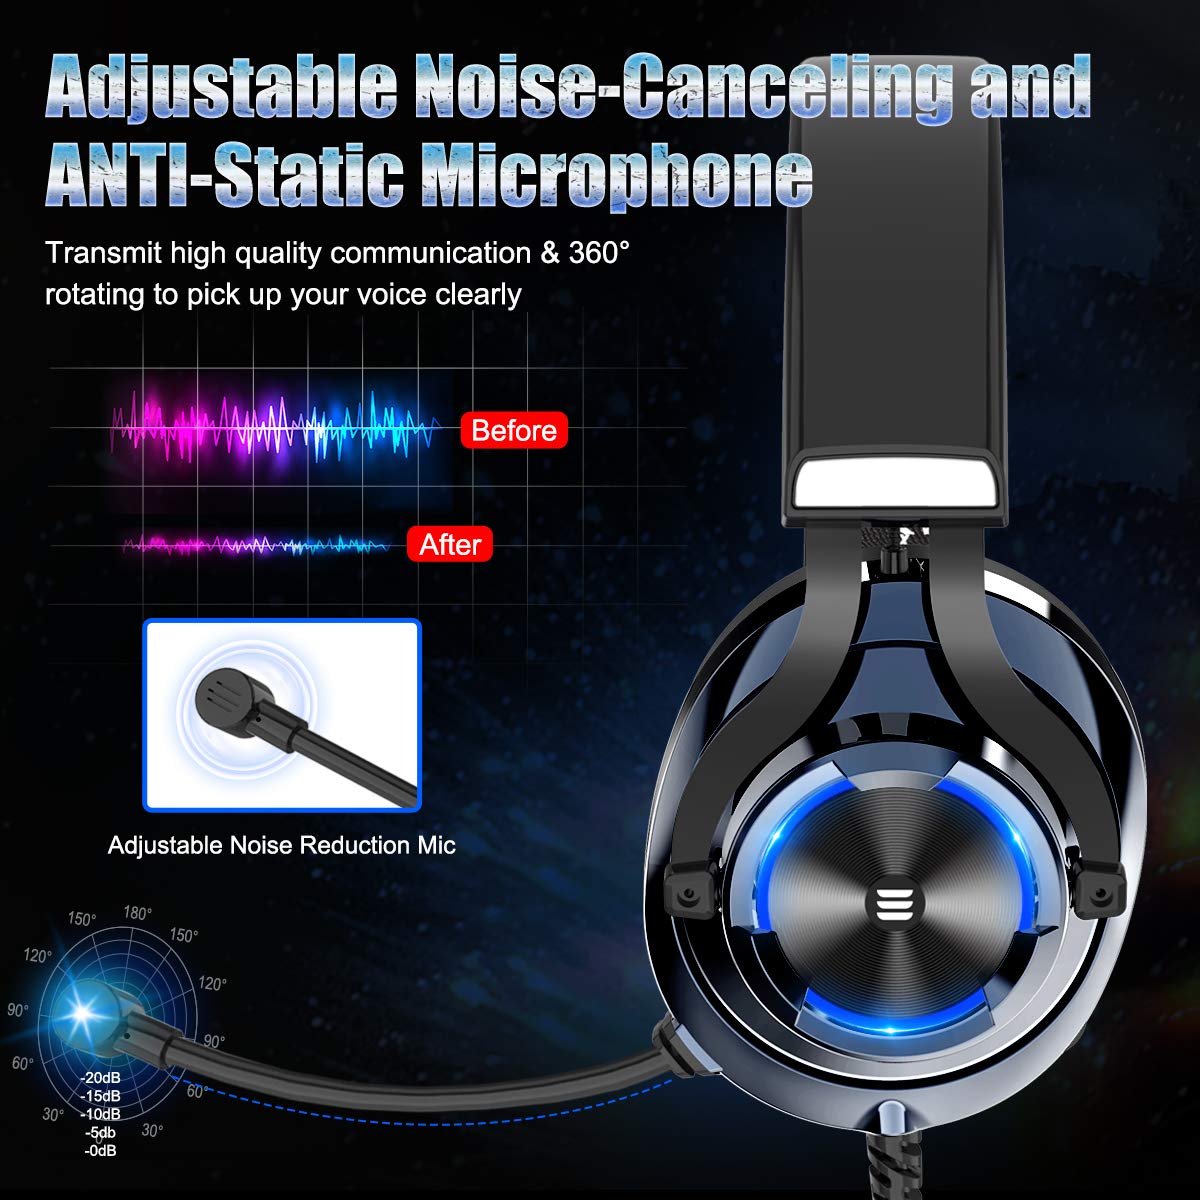 Adjustable Noise-Canceling and
ANTI-Static Microphone
Transmit high quality communication & 360°
rotating to pick up your voice clearly
Before
After
Adjustable Noise Reduction Mic
180°
150°
150°
120°
120°
90°
90°
60°
60°
30°
30°
0°
-20dB
-15dB
-10dB
-5db
-0dB